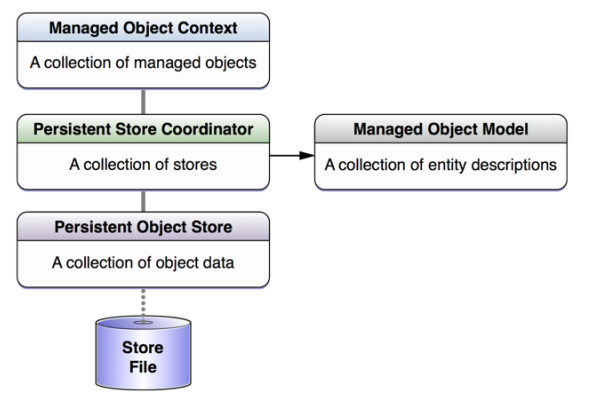 Managed Object Context
A collection of managed objects
Persistent Store Coordinator
A collection of stores
Managed Object Model
A collection of entity descriptions
Persistent Object Store
A collection of object data
Store
File